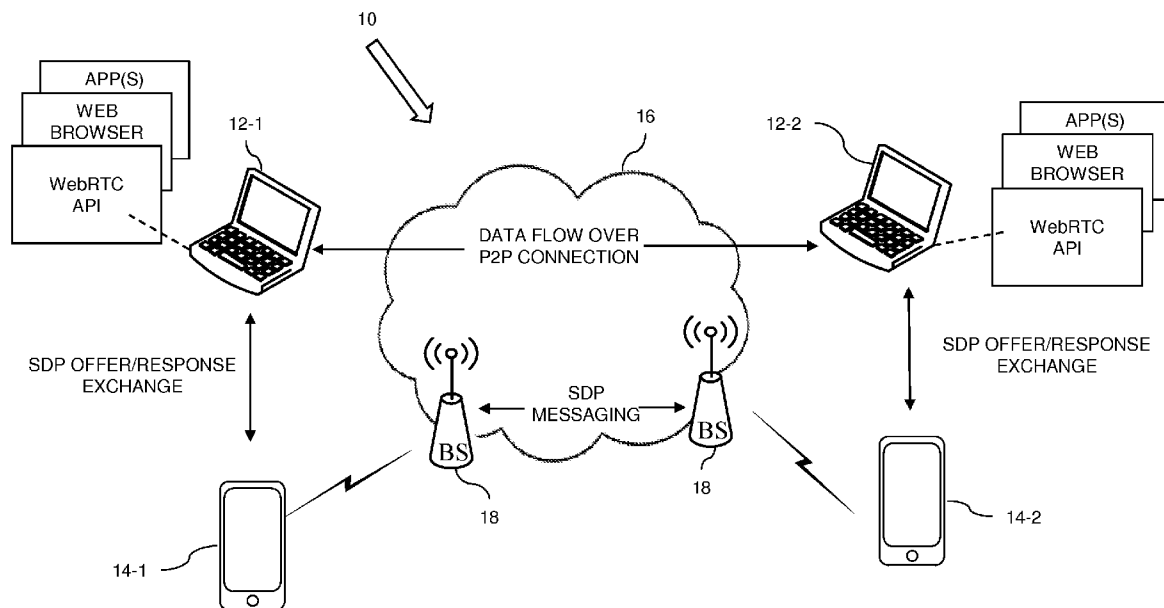 10
APP(S)
WEB
BROWSER
WebRTC
API
12-1
16
12-2
APP(S)
WEB
BROWSER
WebRTC
API
DATA FLOW OVER
P2P CONNECTION
SDP OFFER/RESPONSE
EXCHANGE
SDP OFFER/RESPONSE
EXCHANGE
SDP
MESSAGING
BS
BS
18
18
14-1
14-2